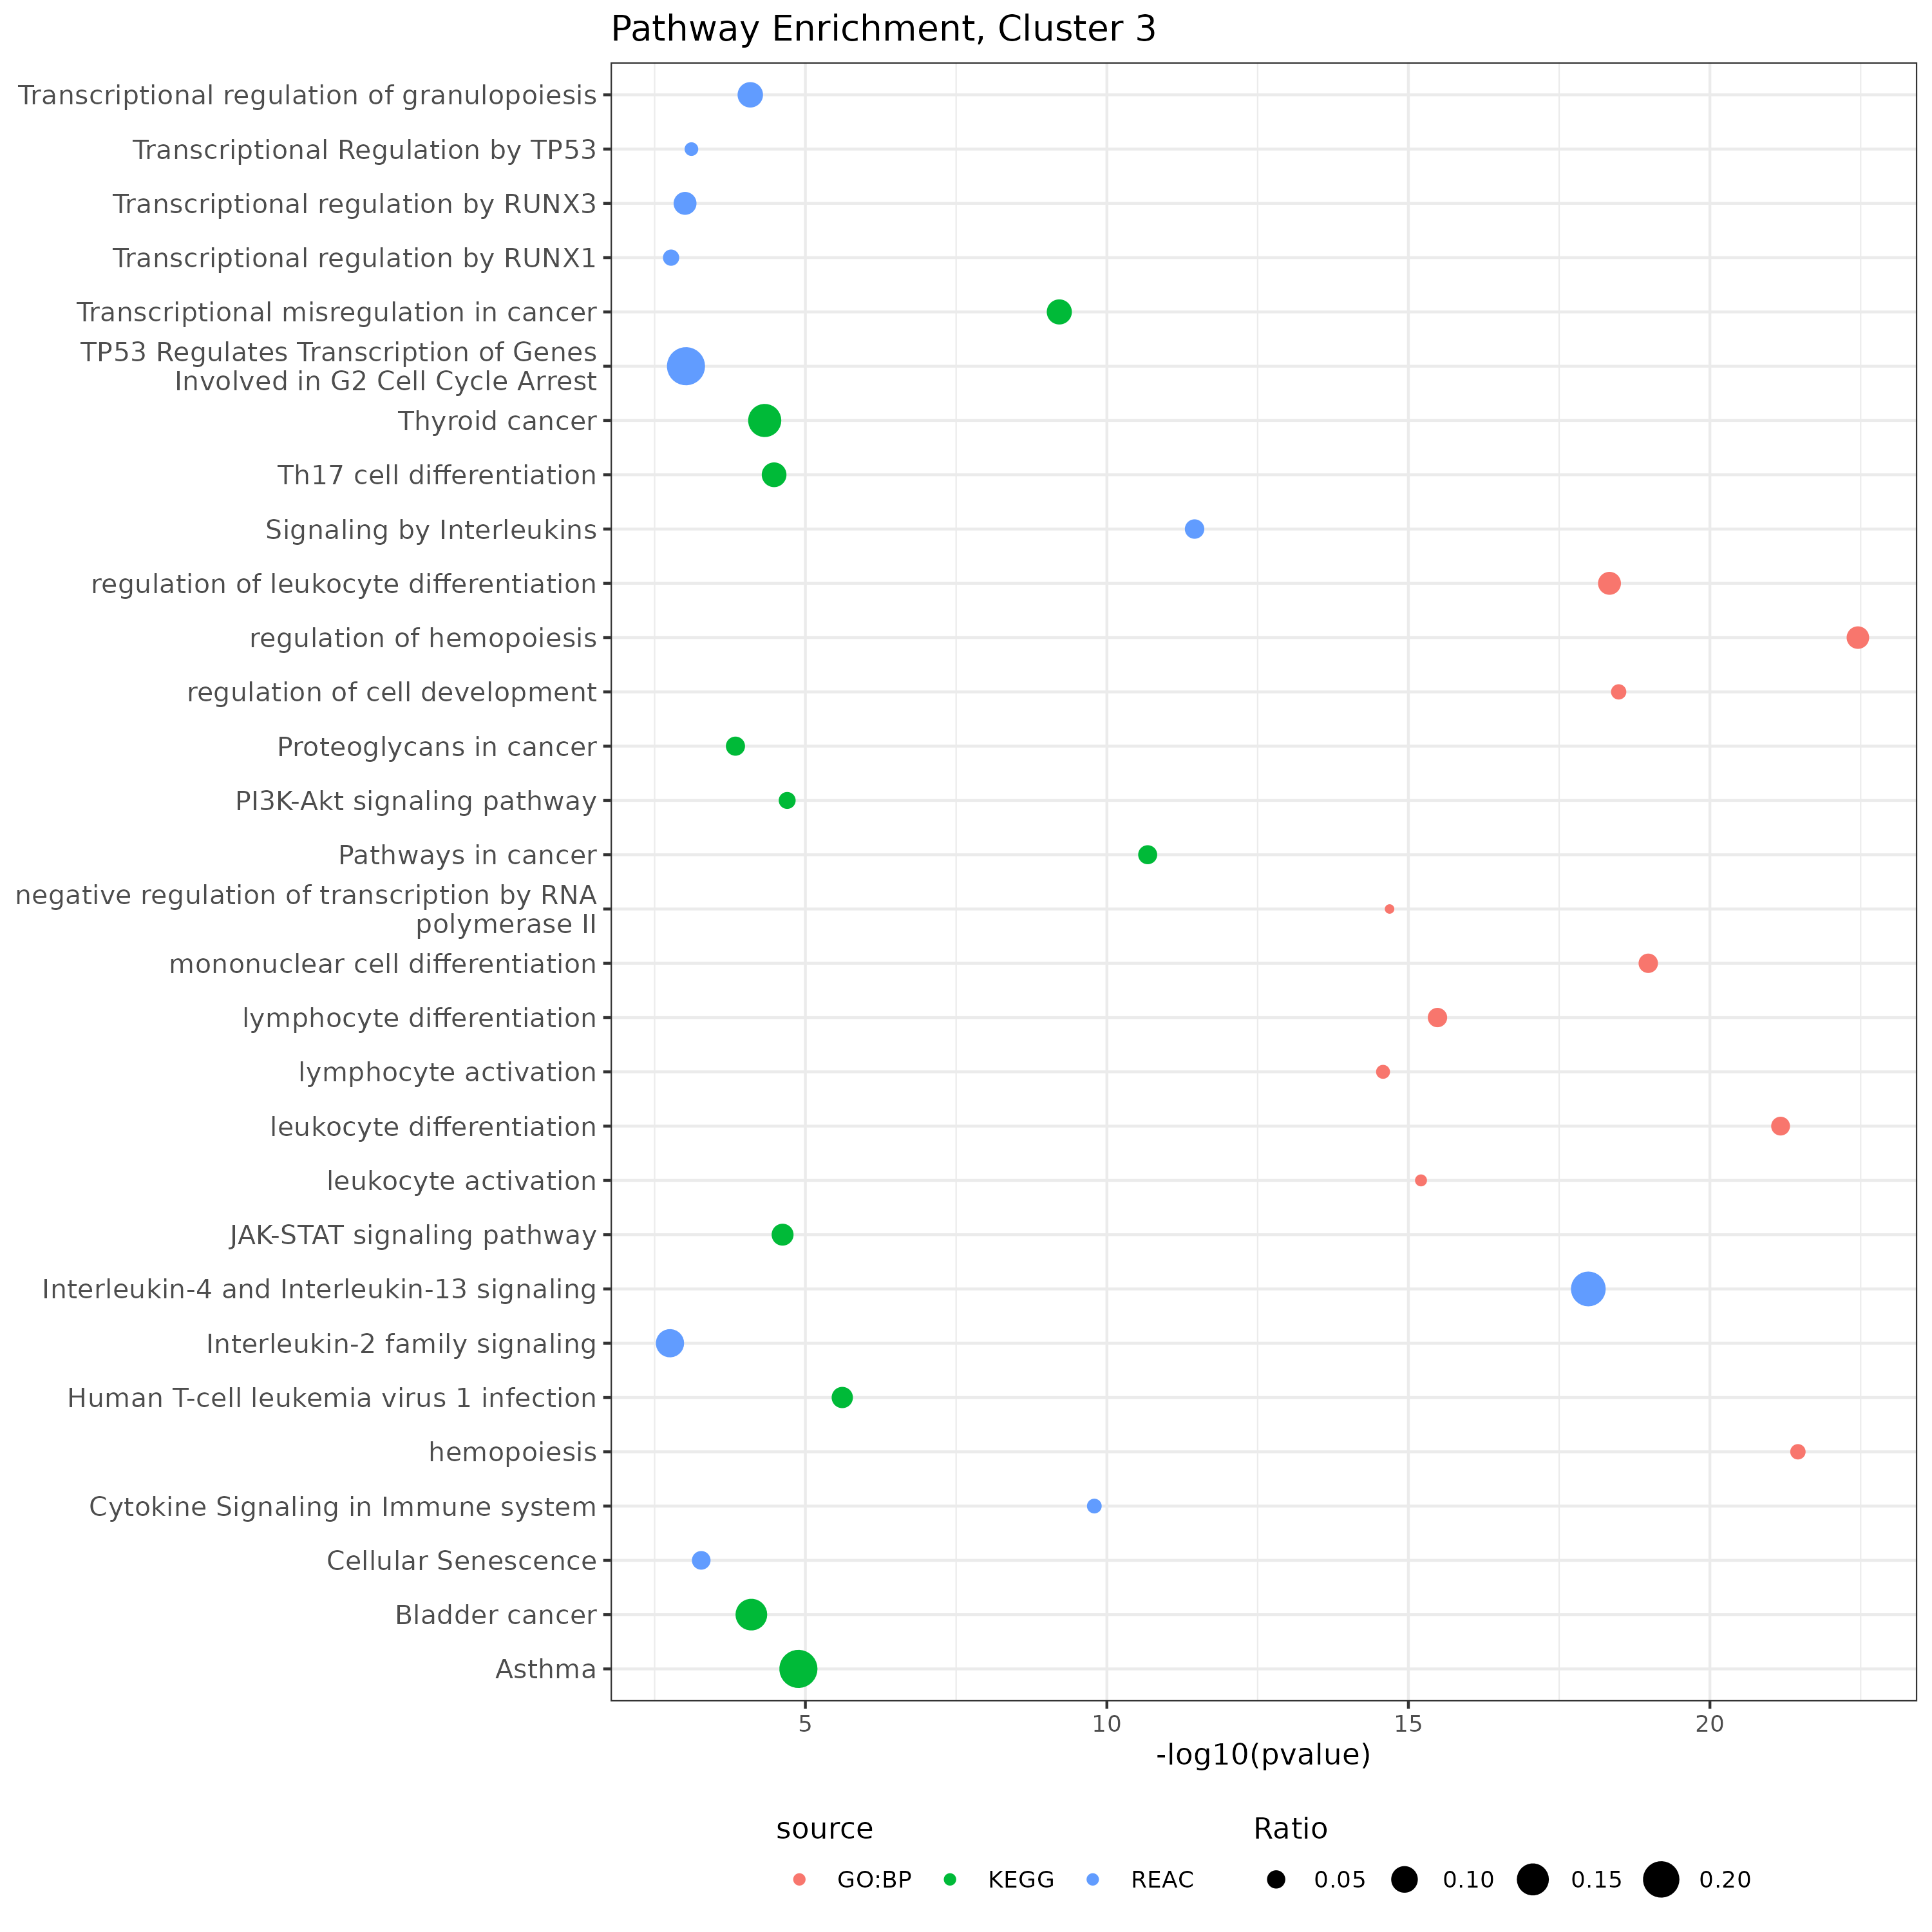 Pathway Enrichment, Cluster 3
Transcriptional regulation of granulopoiesis
Transcriptional Regulation by TP53
Transcriptional regulation by RUNX3
Transcriptional regulation by RUNX1
Transcriptional misregulation in cancer
TP53 Regulates Transcription of Genes
Involved in G2 Cell Cycle Arrest
Thyroid cancer
Th17 cell differentiation
Signaling by Interleukins
regulation of leukocyte differentiation
regulation of hemopoiesis
regulation of cell development
Proteoglycans in cancer
PI3K-Akt signaling pathway
Pathways in cancer
negative regulation of transcription by RNA
polymerase II
mononuclear cell differentiation
lymphocyte differentiation
lymphocyte activation
leukocyte differentiation
leukocyte activation
JAK-STAT signaling pathway
Interleukin-4 and Interleukin-13 signaling
Interleukin-2 family signaling
Human T-cell leukemia virus 1 infection
hemopoiesis
Cytokine Signaling in Immune system
Cellular Senescence
Bladder cancer
Asthma
5 10 15 20
-log10(pvalue)
source Ratio
GO:BP KEGG REAC 0.05 0.10 0.15 0.20